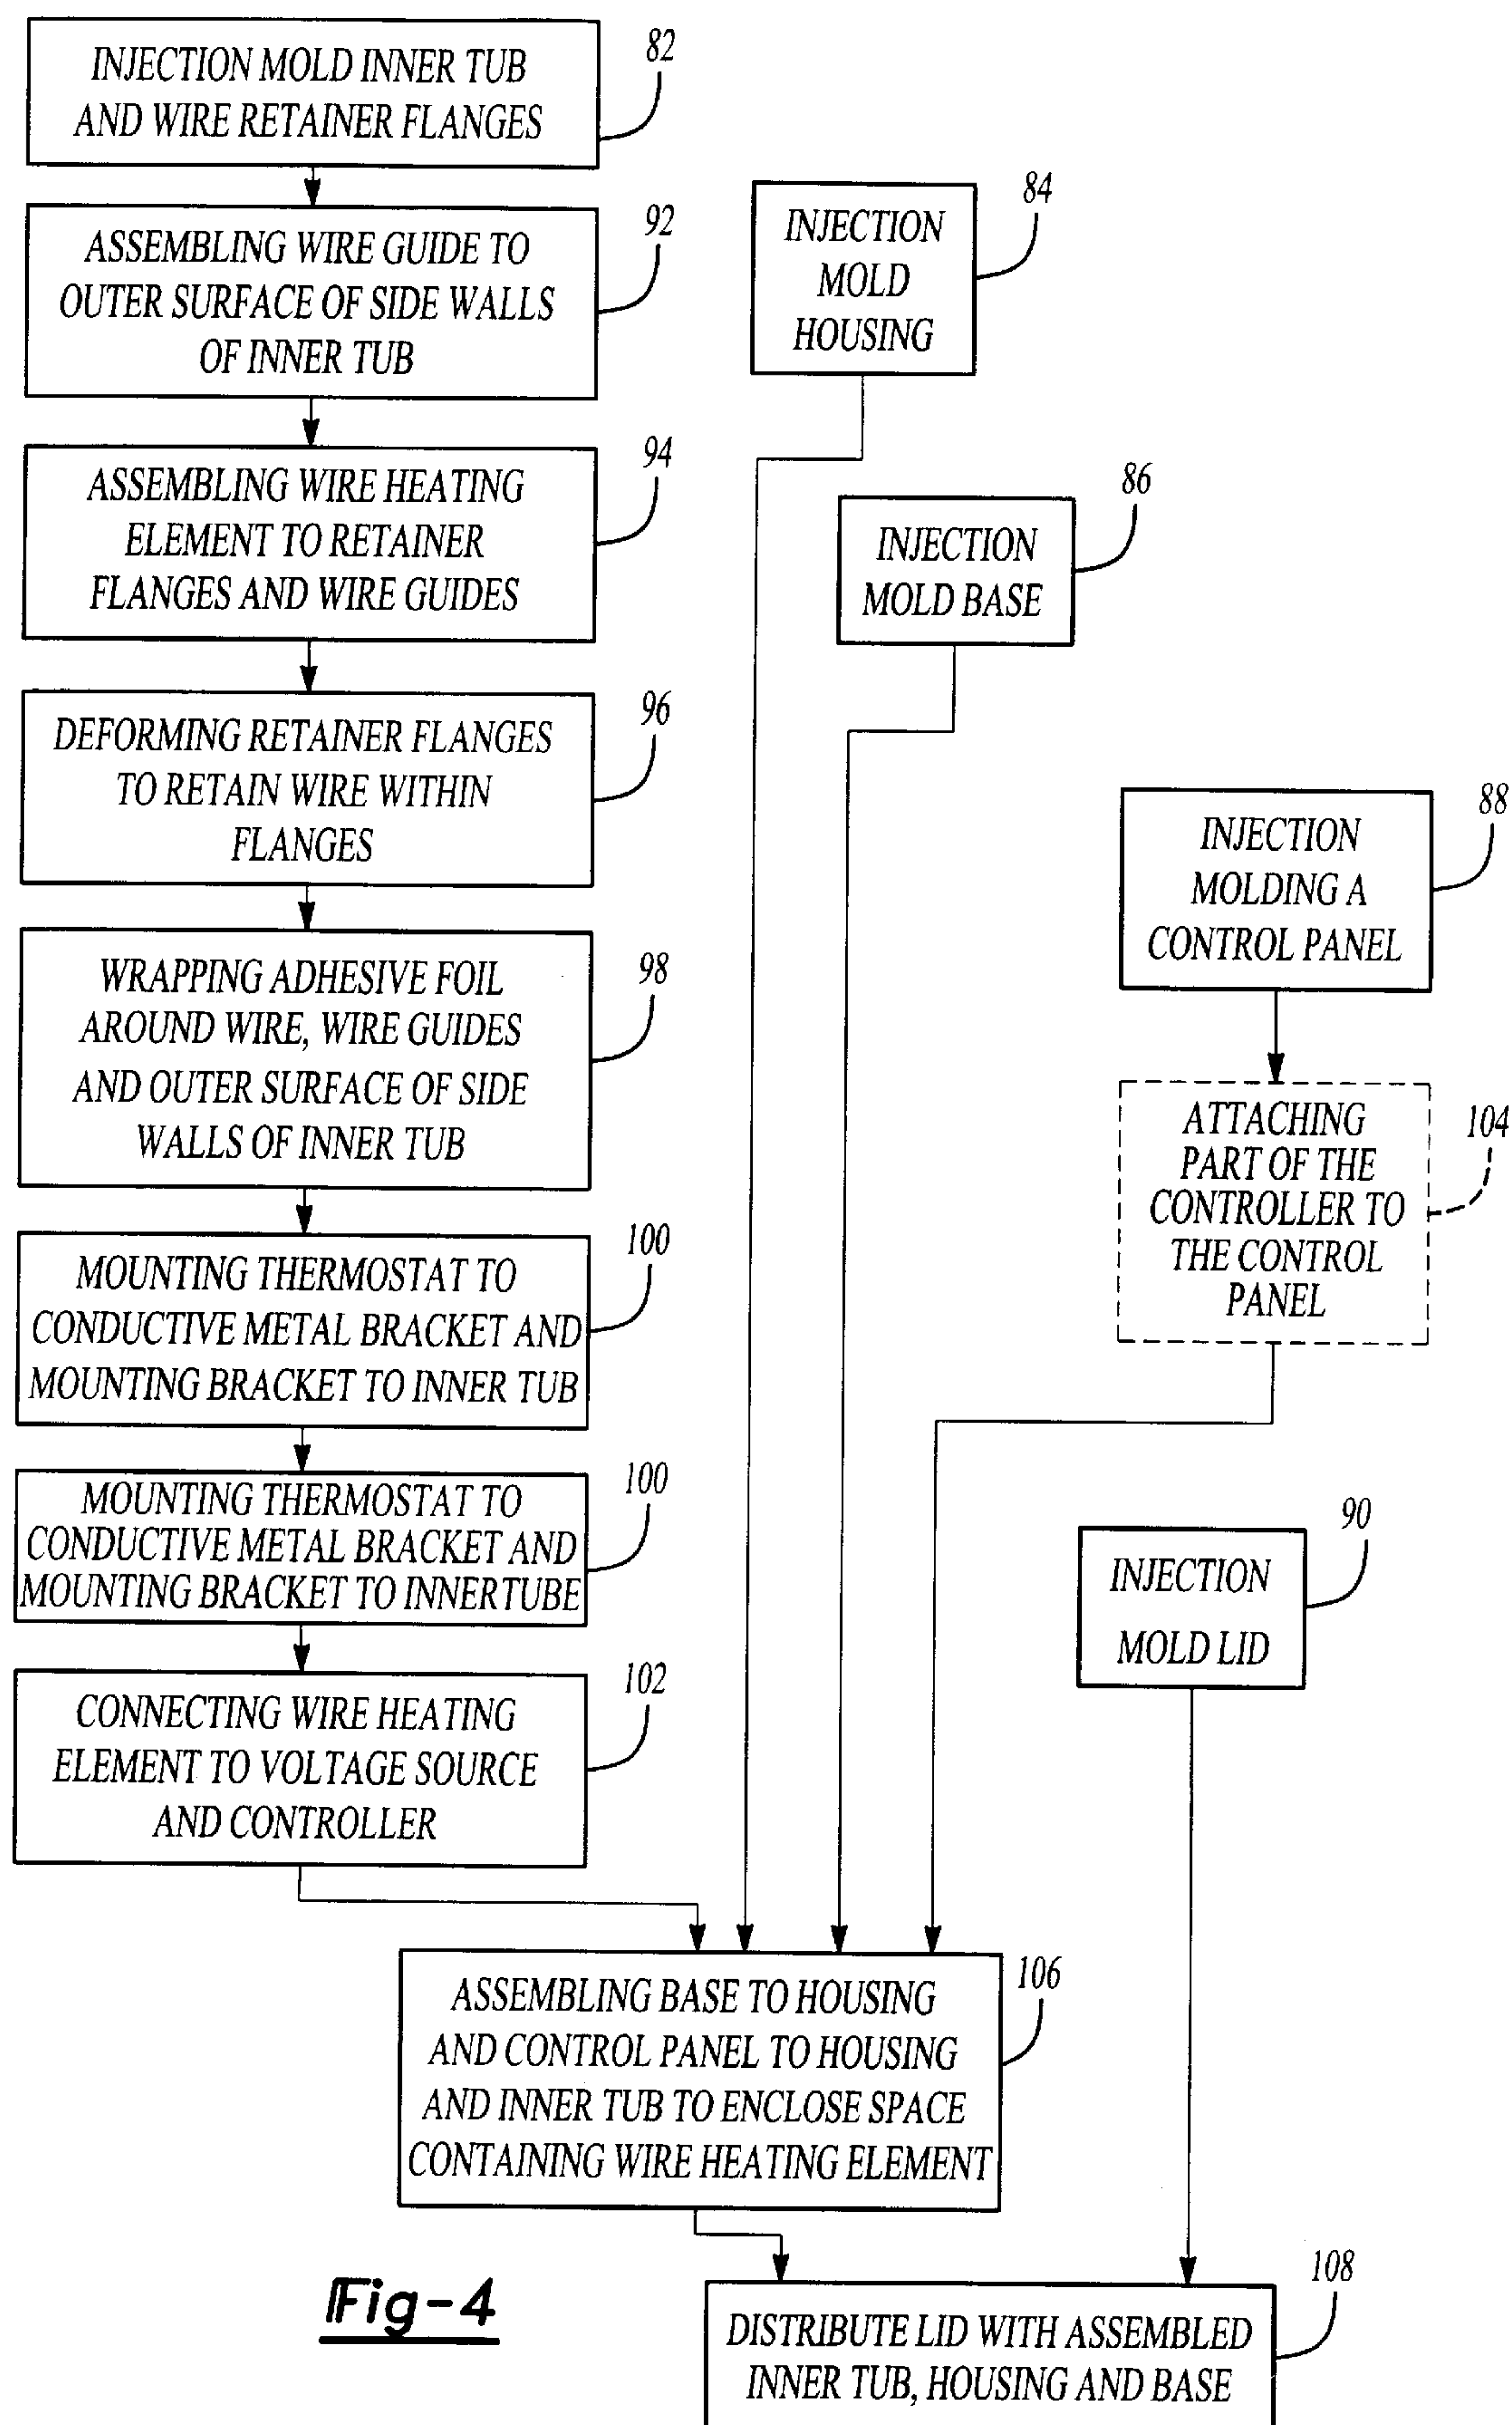 INJECTION MOLD INNER TUB
AND WIRE RETAINER FLANGES
82
ASSEMBLING WIRE GUIDE TO
OUTER SURFACE OF SIDE WALLS
OF INNER TUB
92
INJECTION
MOLD
HOUSING
84
ASSEMBLING WIRE HEATING
ELEMENT TO RETAINER
FLANGES AND WIRE GUIDES
94
INJECTION
MOLD BASE
86
DEFORMING RETAINER FLANGES
TO RETAIN WIRE WITHIN
FLANGES
96
INJECTION
MOLDING A
CONTROL PANEL
88
WRAPPING ADHESIVE FOIL
AROUND WIRE, WIRE GUIDES
AND OUTER SURFACE OF SIDE
WALLS OF INNER TUB
98
ATTACHING
PART OF THE
CONTROLLER TO
THE CONTROL
PANEL
104
MOUNTING THERMOSTAT TO
CONDUCTIVE METAL BRACKET AND
MOUNTING BRACKET TO INNER TUB
100
MOUNTING THERMOSTAT TO
CONDUCTIVE METAL BRACKET AND
MOUNTING BRACKET TO INNERTUBE
100
INJECTION
MOLD LID
90
CONNECTING WIRE HEATING
ELEMENT TO VOLTAGE SOURCE
AND CONTROLLER
102
ASSEMBLING BASE TO HOUSING
AND CONTROL PANEL TO HOUSING
AND INNER TUB TO ENCLOSE SPACE
CONTAINING WIRE HEATING ELEMENT
106
Fig-4
DISTRIBUTE LID WITH ASSEMBLED
INNER TUB, HOUSING AND BASE
108